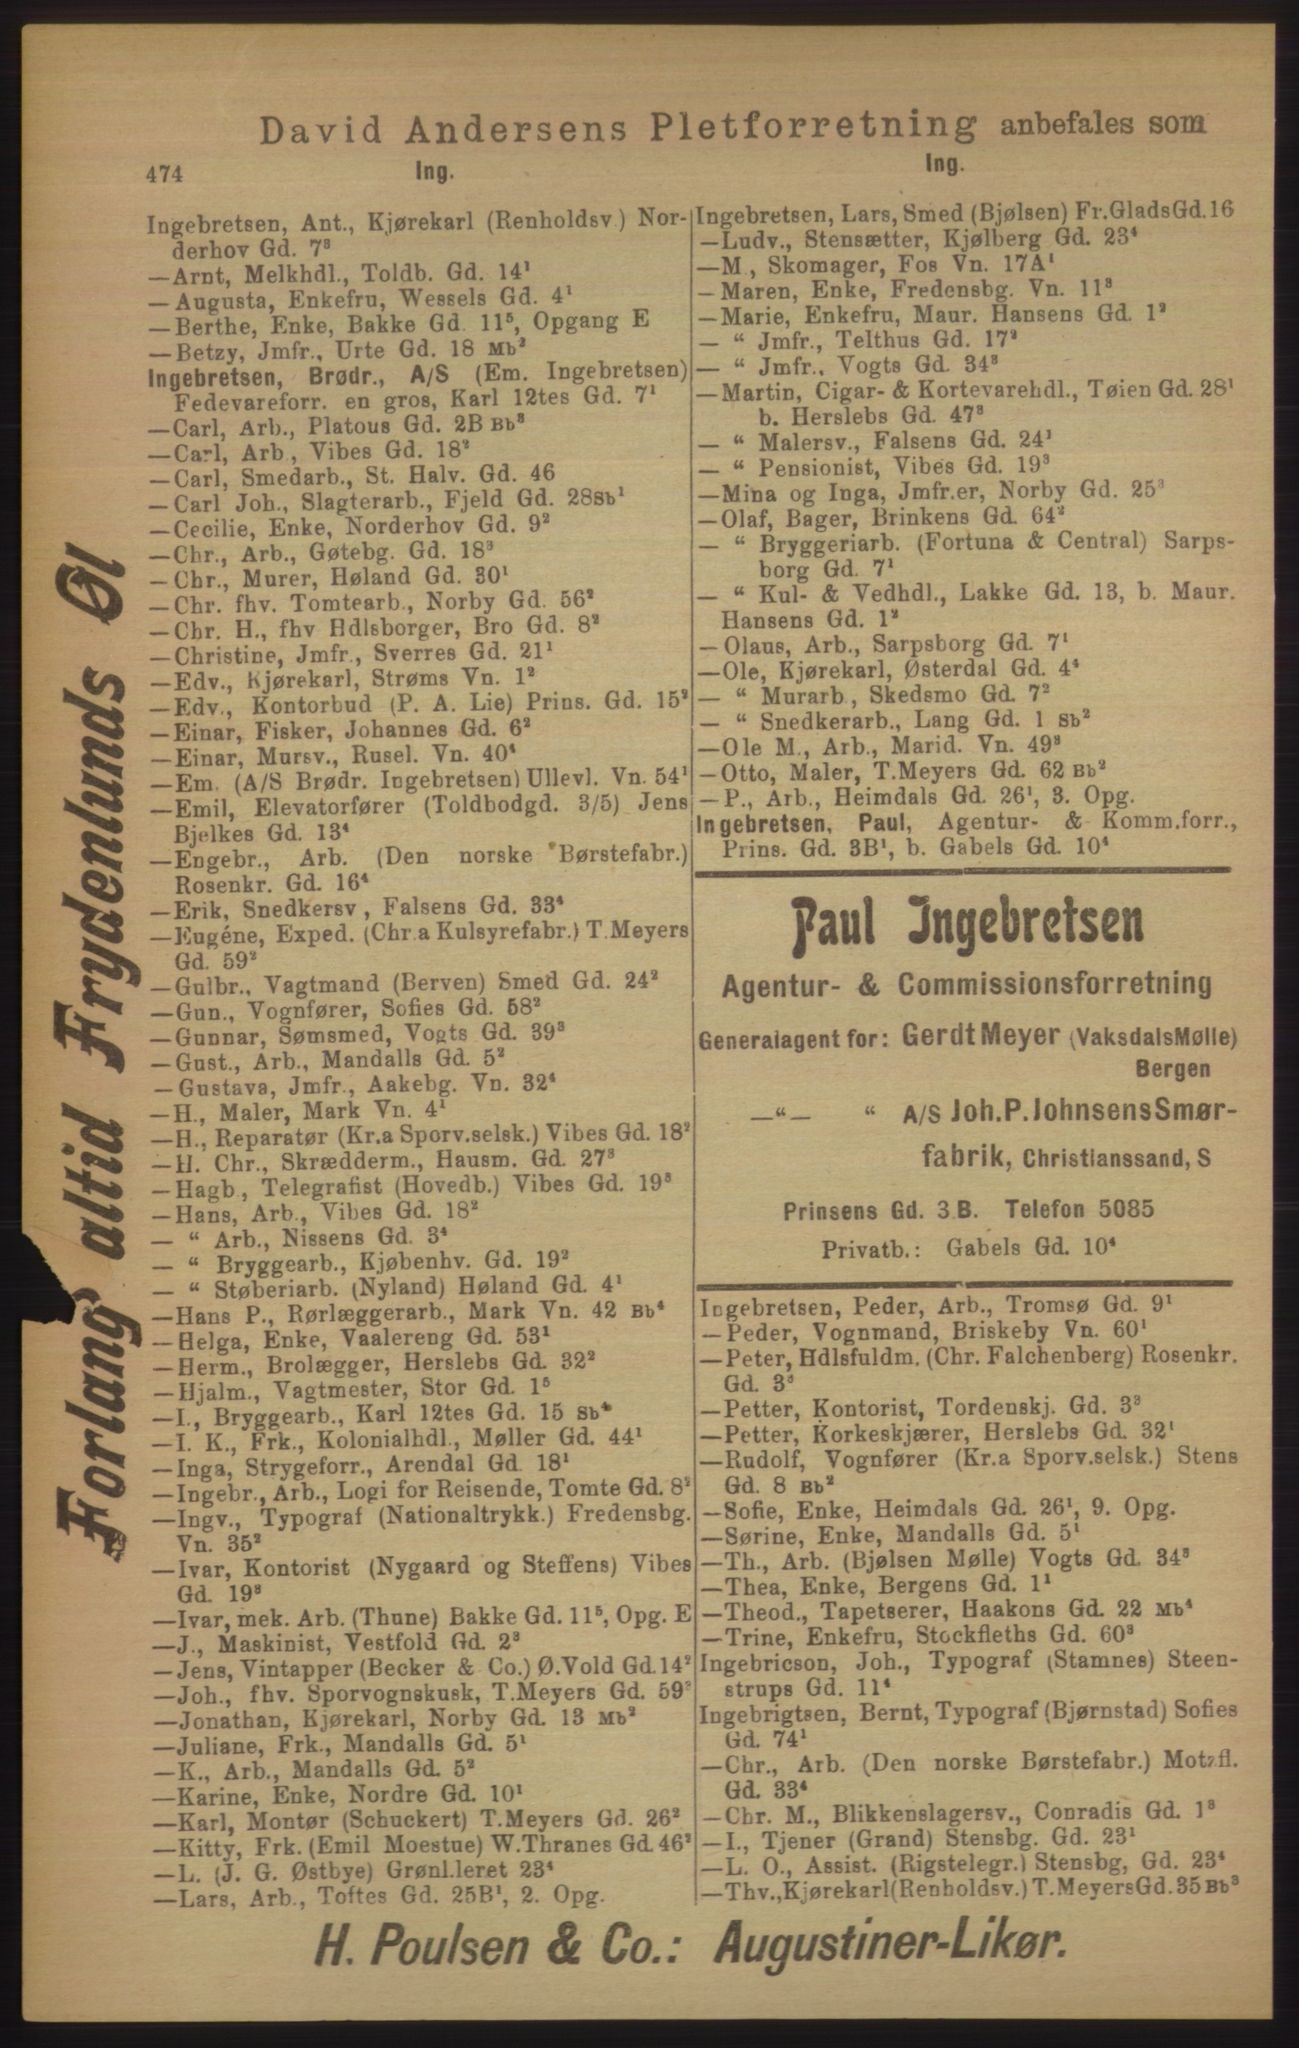 David Andersens Pletforretning anbefales som
474
Ing.
Ing.
Ingebretsen, Ant., Kjørekarl (Renholdsv.) Nor-
derhov Gd. 7³
—Arnt, Melkhdl., Toldb. Gd. 14¹
—Augusta, Enkefru, Wessels Gd. 4¹
—Berthe, Enke, Bakke Gd. 11⁵, Opgang E
—Betzy, Jmfr., Urte Gd. 18 Mb²
Ingebretsen, Brødr., A/S (Em. Ingebretsen)
Fedevareforr. en gros, Karl 12tes Gd. 7¹
—Carl, Arb., Platous Gd. 2B Bb³
—Carl, Arb., Vibes Gd. 18²
—Carl, Smedarb., St. Halv. Gd. 46
—Carl Joh., Slagterarb., Fjeld Gd. 28Sb¹
—Cecilie, Enke, Norderhov Gd. 9²
—Chr., Arb., Gøtebg. Gd. 18³
—Chr., Murer, Høland Gd. 30¹
—Chr. fhv. Tomtearb., Norby Gd. 56²
—Chr. H., fhv Hdlsborger, Bro Gd. 8²
—Christine, Jmfr., Sverres Gd. 21¹
—Edv., Kjørekarl, Strøms Vn. 1²
—Edv., Kontorbud (P. A. Lie) Prins. Gd. 15²
—Einar, Fisker, Johannes Gd. 6²
—Einar, Mursv., Rusel. Vn. 40⁴
—Em. (A/S Brødr. Ingebretsen) Ullevl. Vn. 54¹
—Emil, Elevatorfører (Toldbodgd. 3/5) Jens
Bjelkes Gd. 13⁴
—Engebr., Arb. (Den norske Børstefabr.)
Rosenkr. Gd. 16⁴
—Erik, Snedkersv., Falsens Gd. 33⁴
—Eugéne, Exped. (Chr.a Kulsyrefabr.) T.Meyers
Gd. 59²
—Gulbr., Vagtmand (Berven) Smed Gd. 24²
—Gun., Vognfører, Sofies Gd. 58²
—Gunnar, Sømsmed, Vogts Gd. 39³
—Gust., Arb., Mandalls Gd. 5²
—Gustava, Jmfr., Aakebg. Vn. 32⁴
—H., Maler, Mark Vn. 4¹
—H., Reparatør (Kr.a Sporv.selsk.) Vibes Gd. 18²
—H. Chr., Skrædderm., Hausm. Gd. 27³
—Hagb., Telegrafist (Hovedb.) Vibes Gd. 19³
—Hans, Arb., Vibes Gd. 18²
— “ Arb., Nissens Gd. 3⁴
— “ Bryggearb., Kjøbenhv. Gd. 19²
— “ Støberiarb. (Nyland) Høland Gd. 4¹
—Hans P., Rørlæggerarb., Mark Vn. 42 Bb⁴
—Helga, Enke, Vaalereng Gd. 53¹
—Herm., Brolægger, Herslebs Gd. 32²
—Hjalm., Vagtmester, Stor Gd. 1⁵
—I., Bryggearb., Karl 12tes Gd. 15 Sb⁴
—I. K., Frk., Kolonialhdl., Møller Gd. 44¹
—Inga, Strygeforr., Arendal Gd. 18¹
—Ingebr., Arb., Logi for Reisende, Tomte Gd. 8²
—Ingv., Typograf (Nationaltrykk.) Fredensbg.
Vn. 35²
—Ivar, Kontorist (Nygaard og Steffens) Vibes
Gd. 19³
—Ivar, mek. Arb. (Thune) Bakke Gd. 11⁵, Opg. E
—J., Maskinist, Vestfold Gd. 2³
—Jens, Vintapper (Becker & Co.) Ø.Vold Gd.14²
—Joh., fhv. Sporvognskusk, T.Meyers Gd. 59³
—Jonathan, Kjørekarl, Norby Gd. 13 Mb²
—Juliane, Frk., Mandalls Gd. 5¹
—K., Arb., Mandalls Gd. 5²
—Karine, Enke, Nordre Gd. 10¹
—Karl, Montør (Schuckert) T.Meyers Gd. 26²
—Kitty, Frk. (Emil Moestue) W.Thranes Gd. 46²
—L. (J. G. Østbye) Grønl.leret 23⁴
—Lars, Arb., Toftes Gd. 25B¹, 2. Opg.
Ingebretsen, Lars, Smed (Bjølsen) Fr.GladsGd.16
—Ludv., Stensætter, Kjølberg Gd. 23⁴
—M., Skomager, Fos Vn. 17A¹
—Maren, Enke, Fredensbg. Vn. 11³
—Marie, Enkefru, Maur. Hansens Gd. 1²
— “ Jmfr., Telthus Gd. 17²
— “ Jmfr., Vogts Gd. 34³
—Martin, Cigar- & Kortevarehdl., Tøien Gd. 28¹
b. Herslebs Gd. 47³
— “ Malersv., Falsens Gd. 24¹
— “ Pensionist, Vibes Gd. 19³
—Mina og Inga, Jmfr.er, Norby Gd. 25³
—Olaf, Bager, Brinkens Gd. 64²
— “ Bryggeriarb. (Fortuna & Central) Sarps-
borg Gd. 7¹
— “ Kul- & Vedhdl., Lakke Gd. 13, b. Maur.
Hansens Gd. 1²
—Olaus, Arb., Sarpsborg Gd. 7¹
—Ole, Kjørekarl, Østerdal Gd. 4⁴
— “ Murarb., Skedsmo Gd. 7²
— “ Snedkerarb., Lang Gd. 1 Sb²
—Ole M., Arb., Marid. Vn. 49³
—Otto, Maler, T.Meyers Gd. 62 Bb²
—P., Arb., Heimdals Gd. 26¹, 3. Opg.
Ingebretsen, Paul, Agentur- & Komm.forr.,
Prins. Gd. 3B¹, b. Gabels Gd. 10⁴
Paul Ingebretsen
Agentur- & Commissionsforretning
Generalagent for: Gerdt Meyer (VaksdalsMølle)
Bergen
—“— “ A/S Joh.P.JohnsensSmør-
fabrik, Christianssand, S
Prinsens Gd. 3 B. Telefon 5085
Privatb.: Gabels Gd. 10⁴
Ingebretsen, Peder, Arb., Tromsø Gd. 9¹
—Peder, Vognmand, Briskeby Vn. 60¹
—Peter, Hdlsfuldm. (Chr. Falchenberg) Rosenkr.
Gd. 3³
—Petter, Kontorist, Tordenskj. Gd. 3³
—Petter, Korkeskjærer, Herslebs Gd. 32¹
—Rudolf, Vognfører (Kr.a Sporv.selsk.) Stens
Gd. 8 Bb²
—Sofie, Enke, Heimdals Gd. 26¹, 9. Opg.
—Sørine, Enke, Mandalls Gd. 5¹
—Th., Arb. (Bjølsen Mølle) Vogts Gd. 34³
—Thea, Enke, Bergens Gd. 1¹
—Theod., Tapetserer, Haakons Gd. 22 Mb⁴
—Trine, Enkefru, Stockfleths Gd. 60³
Ingebricson, Joh., Typograf (Stamnes) Steen-
strups Gd. 11⁴
Ingebrigtsen, Bernt, Typograf (Bjørnstad) Sofies
Gd. 74¹
—Chr., Arb. (Den norske Børstefabr.) Motzfl.
Gd. 33⁴
—Chr. M., Blikkenslagersv., Conradis Gd. 1³
—I., Tjener (Grand) Stensbg. Gd. 23¹
—L. O., Assist. (Rigstelegr.) Stensbg, Gd. 23⁴
—Thv.,Kjørekarl(Renholdsv.) T.MeyersGd.35 Bb³
Forlang altid Frydenlunds Øl
H. Poulsen & Co.: Augustiner-Likør.